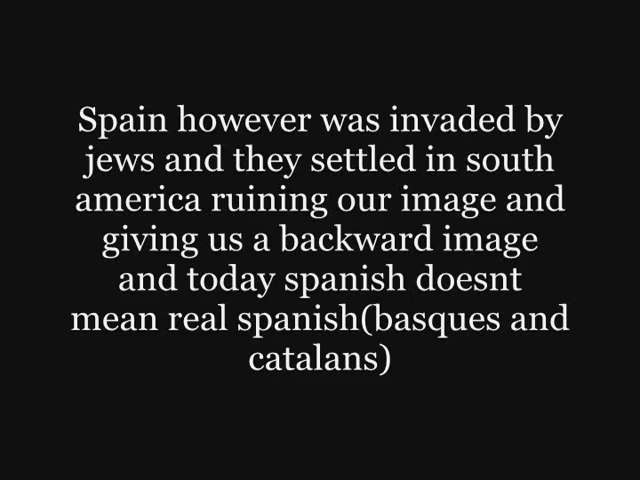 Spain however was invaded by
jews and they settled in south
america ruining our image and
giving us a backward image
and today spanish doesnt
mean real spanish(basques and
catalans)